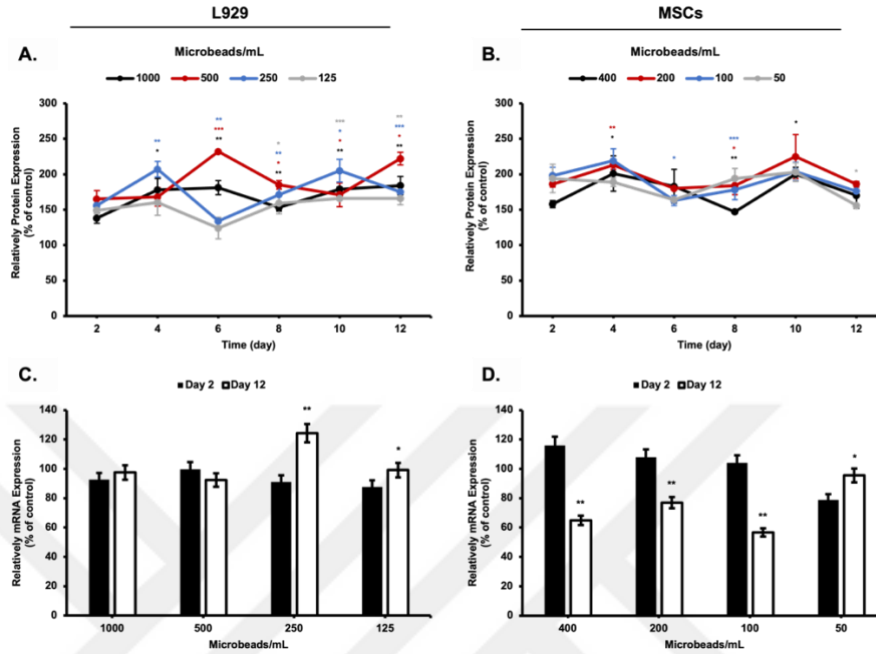 L929
MSCs
A.
Microbeads/mL
1000 500 250 125
Relatively Protein Expression
(% of control)
300
250
200
150
100
50
0
** * ** *** ** * ** * ** *** * * ** ** *** * **
2 4 6 8 10 12
Time (day)
B.
Microbeads/mL
400 200 100 50
Relatively Protein Expression
(% of control)
300
250
200
150
100
50
0
** * * *** * ** * *
2 4 6 8 10 12
Time (day)
C.
Day 2 Day 12
Relatively mRNA Expression
(% of control)
140
120
100
80
60
40
20
0
** *
1000 500 250 125
Microbeads/mL
D.
Day 2 Day 12
Relatively mRNA Expression
(% of control)
140
120
100
80
60
40
20
0
** ** ** *
400 200 100 50
Microbeads/mL